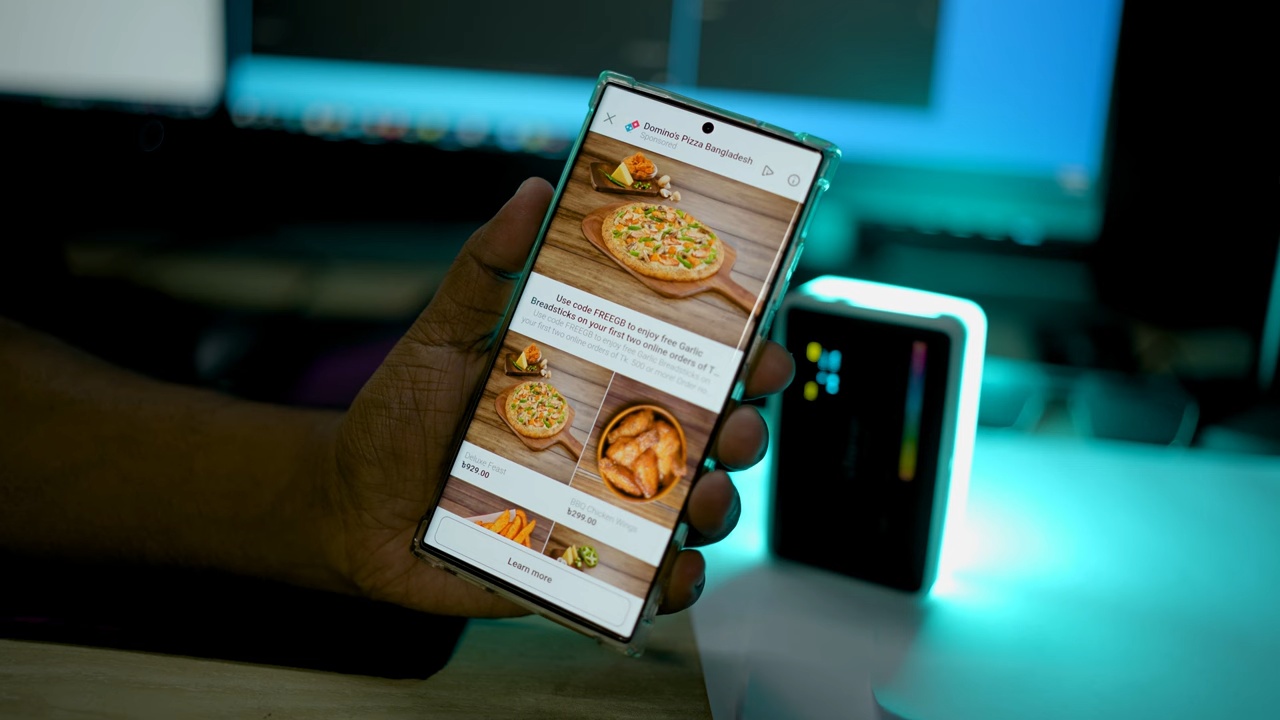 Domino's Pizza Bangladesh
Sponsored
Use code FREEGB to enjoy free Garlic
Breadsticks on your first two online orders of T...
Use code FREEGB to enjoy free Garlic Breadsticks on
your first two online orders of Tk. 500 or more! Order no
Deluxe Feast
৳929.00
BBQ Chicken Wings
৳299.00
Learn more